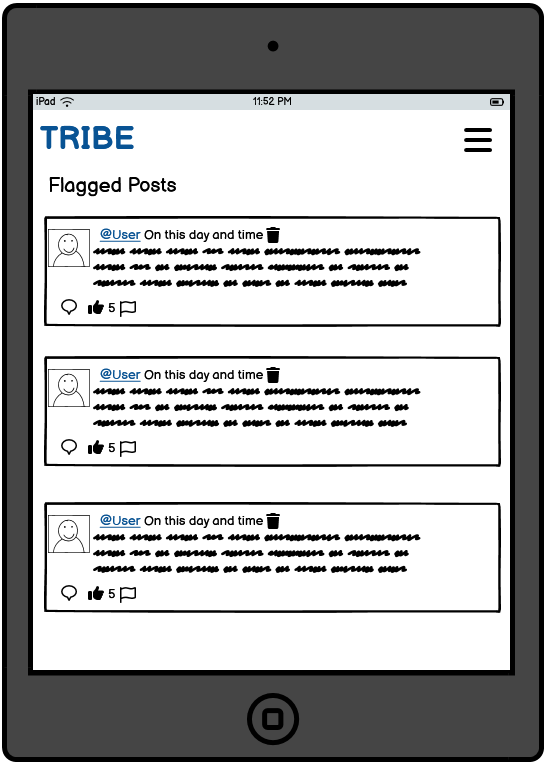 iPad 11:52 PM
TRIBE
Flagged Posts
@User On this day and time
5
@User On this day and time
5
@User On this day and time
5